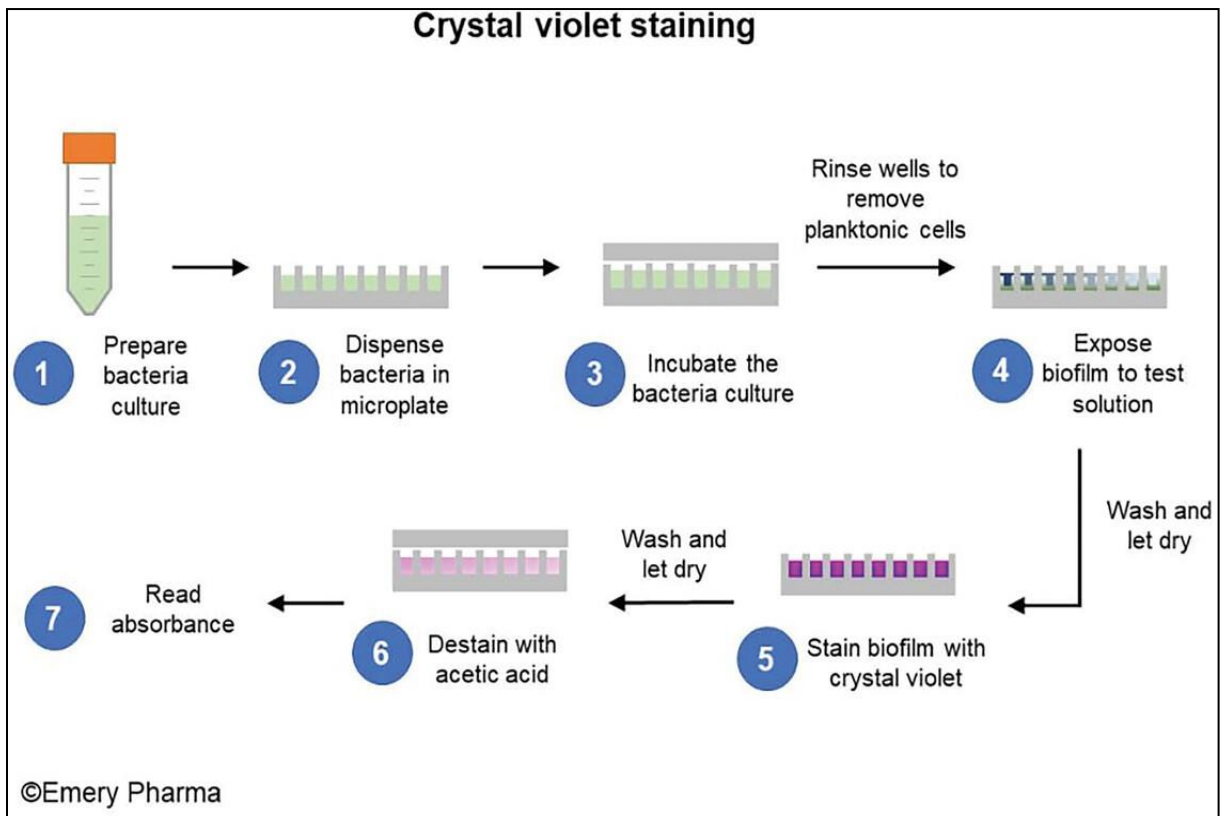 Crystal violet staining
1
Prepare
bacteria
culture
2
Dispense
bacteria in
microplate
3
Incubate the
bacteria culture
Rinse wells to
remove
planktonic cells
4
Expose
biofilm to test
solution
Wash and
let dry
5
Stain biofilm with
crystal violet
Wash and
let dry
6
Destain with
acetic acid
7
Read
absorbance
©Emery Pharma